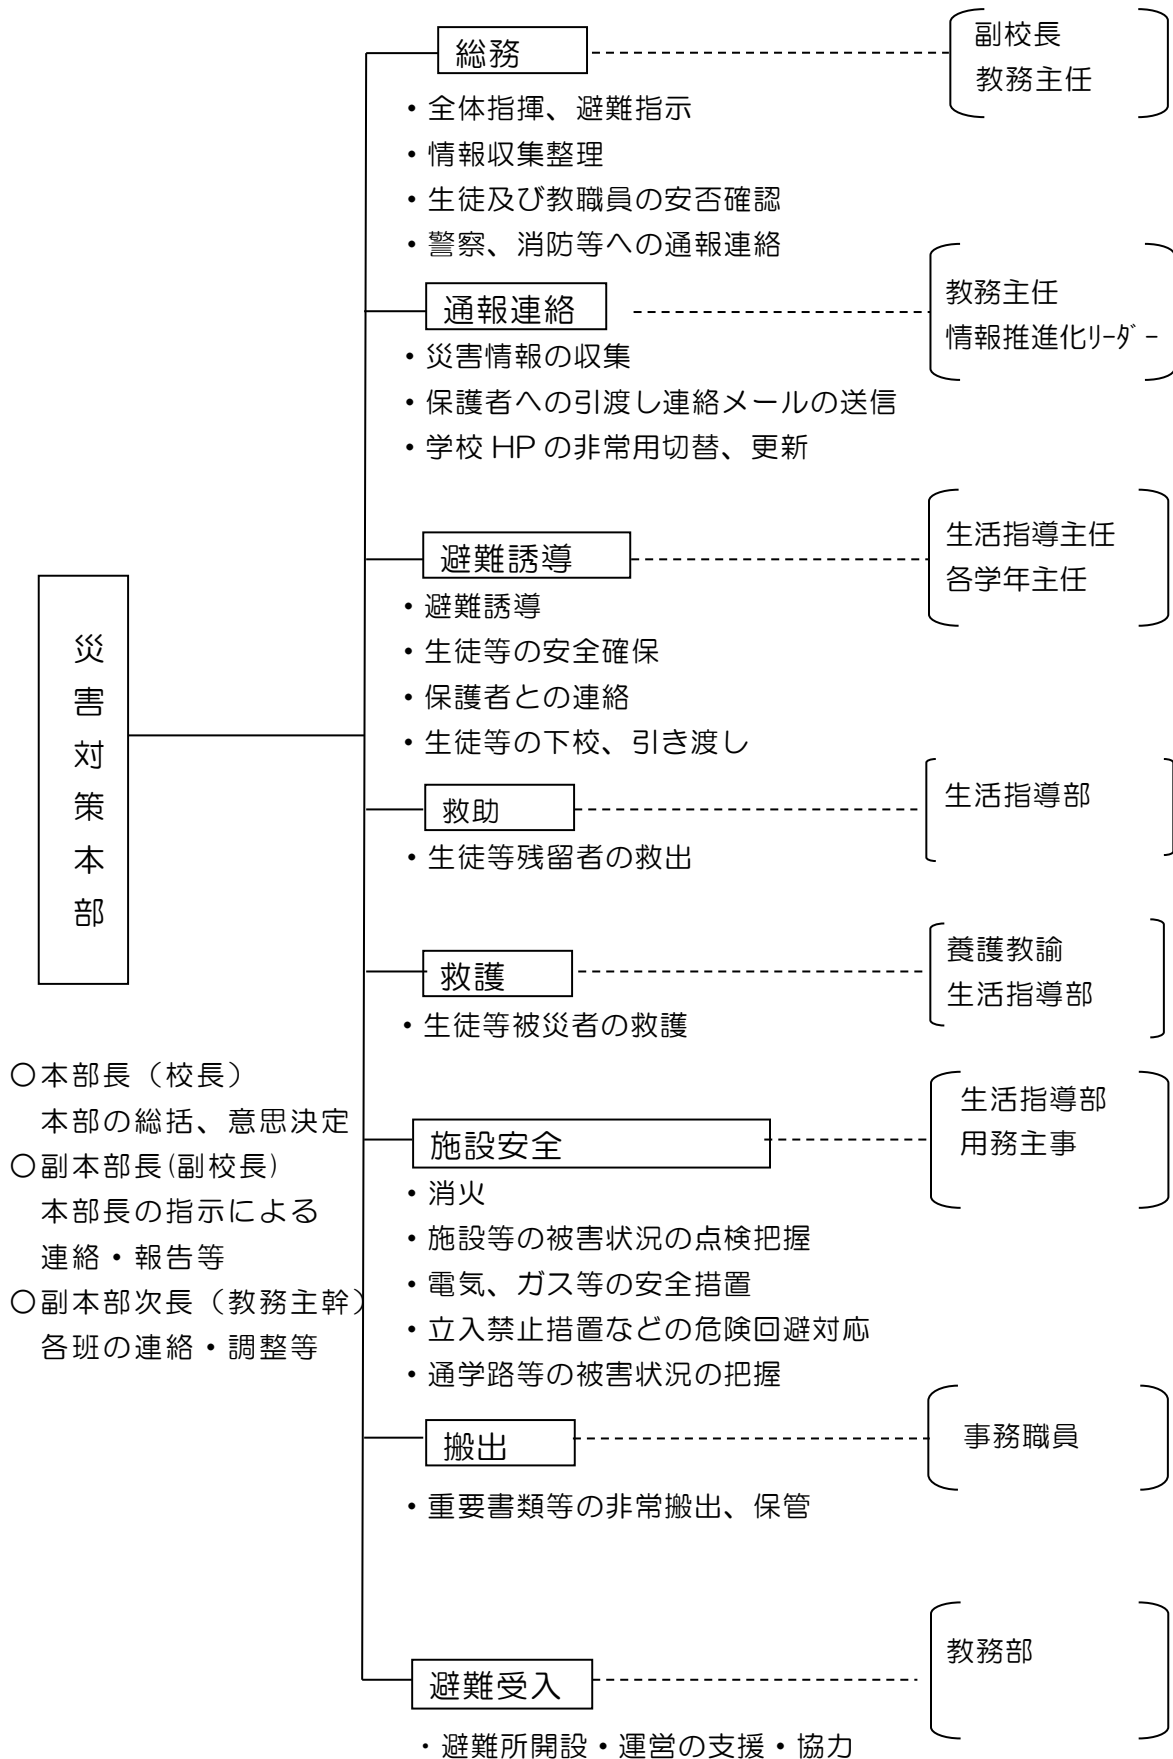 総務
副校長
教務主任
・全体指揮、避難指示
・情報収集整理
・生徒及び教職員の安否確認
・警察、消防等への通報連絡
通報連絡
教務主任
情報推進化ﾘｰﾀﾞｰ
・災害情報の収集
・保護者への引渡し連絡メールの送信
・学校 HP の非常用切替、更新
避難誘導
生活指導主任
各学年主任
・避難誘導
・生徒等の安全確保
・保護者との連絡
・生徒等の下校、引き渡し
災害対策本部
救助
生活指導部
・生徒等残留者の救出
救護
養護教諭
生活指導部
・生徒等被災者の救護
〇本部長（校長）
本部の総括、意思決定
〇副本部長(副校長)
本部長の指示による
連絡・報告等
〇副本部次長（教務主幹）
各班の連絡・調整等
施設安全
生活指導部
用務主事
・消火
・施設等の被害状況の点検把握
・電気、ガス等の安全措置
・立入禁止措置などの危険回避対応
・通学路等の被害状況の把握
搬出
事務職員
・重要書類等の非常搬出、保管
避難受入
教務部
・避難所開設・運営の支援・協力